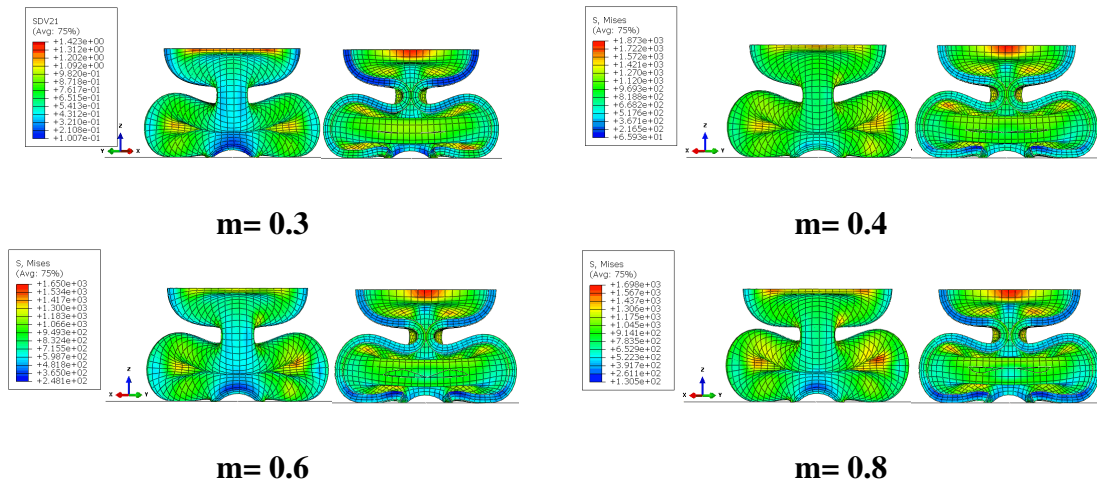 SDV21
(Avg: 75%)
+1.423e+00
+1.312e+00
+1.202e+00
+1.092e+00
+9.820e-01
+8.718e-01
+7.617e-01
+6.515e-01
+5.413e-01
+4.312e-01
+3.210e-01
+2.108e-01
+1.007e-01
Z
Y X
S, Mises
(Avg: 75%)
+1.873e+03
+1.722e+03
+1.572e+03
+1.421e+03
+1.270e+03
+1.120e+03
+9.693e+02
+8.188e+02
+6.682e+02
+5.176e+02
+3.671e+02
+2.165e+02
+6.593e+01
Z
X Y
m= 0.3
m= 0.4
S, Mises
(Avg: 75%)
+1.650e+03
+1.534e+03
+1.417e+03
+1.300e+03
+1.183e+03
+1.066e+03
+9.493e+02
+8.324e+02
+7.155e+02
+5.987e+02
+4.818e+02
+3.650e+02
+2.481e+02
Z
X Y
S, Mises
(Avg: 75%)
+1.698e+03
+1.567e+03
+1.437e+03
+1.306e+03
+1.175e+03
+1.045e+03
+9.141e+02
+7.835e+02
+6.529e+02
+5.223e+02
+3.917e+02
+2.611e+02
+1.305e+02
Z
X Y
m= 0.6
m= 0.8